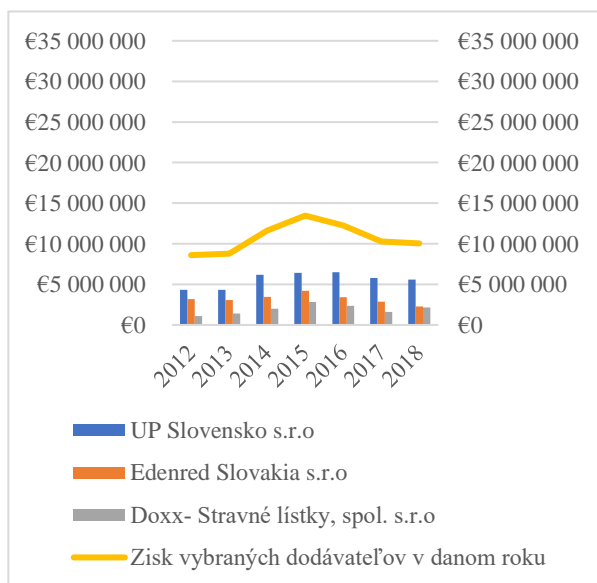 €35 000 000 €35 000 000
€30 000 000 €30 000 000
€25 000 000 €25 000 000
€20 000 000 €20 000 000
€15 000 000 €15 000 000
€10 000 000 €10 000 000
€5 000 000 €5 000 000
€0 €0
2012 2013 2014 2015 2016 2017 2018
UP Slovensko s.r.o
Edenred Slovakia s.r.o
Doxx- Stravné lístky, spol. s.r.o
Zisk vybraných dodávateľov v danom roku